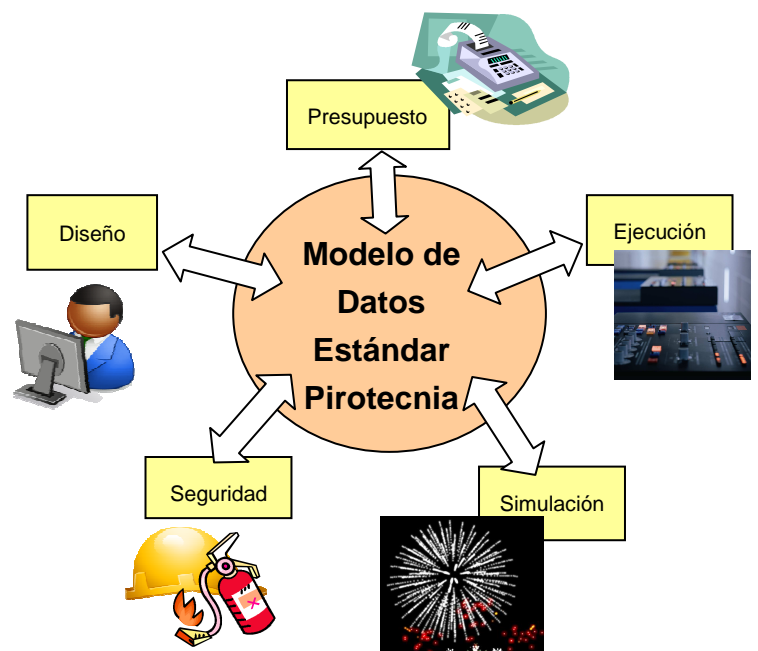 Presupuesto
Diseño
Ejecución
Modelo de
Datos
Estándar
Pirotecnia
Seguridad
Simulación